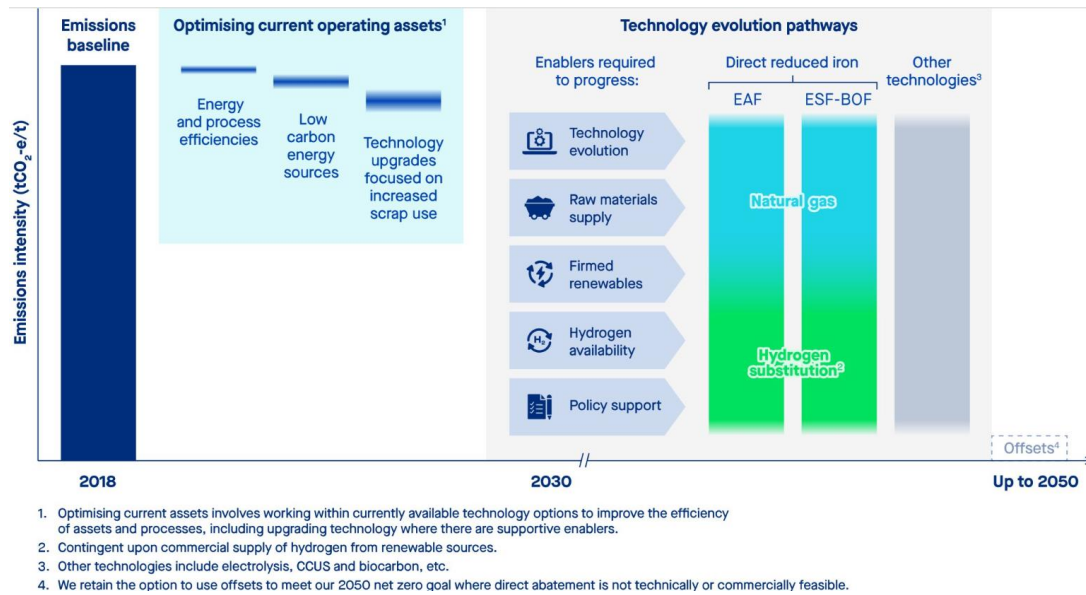 Emissions
baseline
Optimising current operating assets¹
Technology evolution pathways
Energy
and process
efficiencies
Low
carbon
energy
sources
Technology
upgrades
focused on
increased
scrap use
Enablers required
to progress:
Technology
evolution
Raw materials
supply
Firmed
renewables
Hydrogen
availability
H₂
Policy support
Direct reduced iron
EAF
ESF-BOF
Other
technologies³
Natural gas
Hydrogen
substitution²
Offsets⁴
Emissions intensity (tCO₂-e/t)
2018
2030
Up to 2050
1. Optimising current assets involves working within currently available technology options to improve the efficiency
of assets and processes, including upgrading technology where there are supportive enablers.
2. Contingent upon commercial supply of hydrogen from renewable sources.
3. Other technologies include electrolysis, CCUS and biocarbon, etc.
4. We retain the option to use offsets to meet our 2050 net zero goal where direct abatement is not technically or commercially feasible.